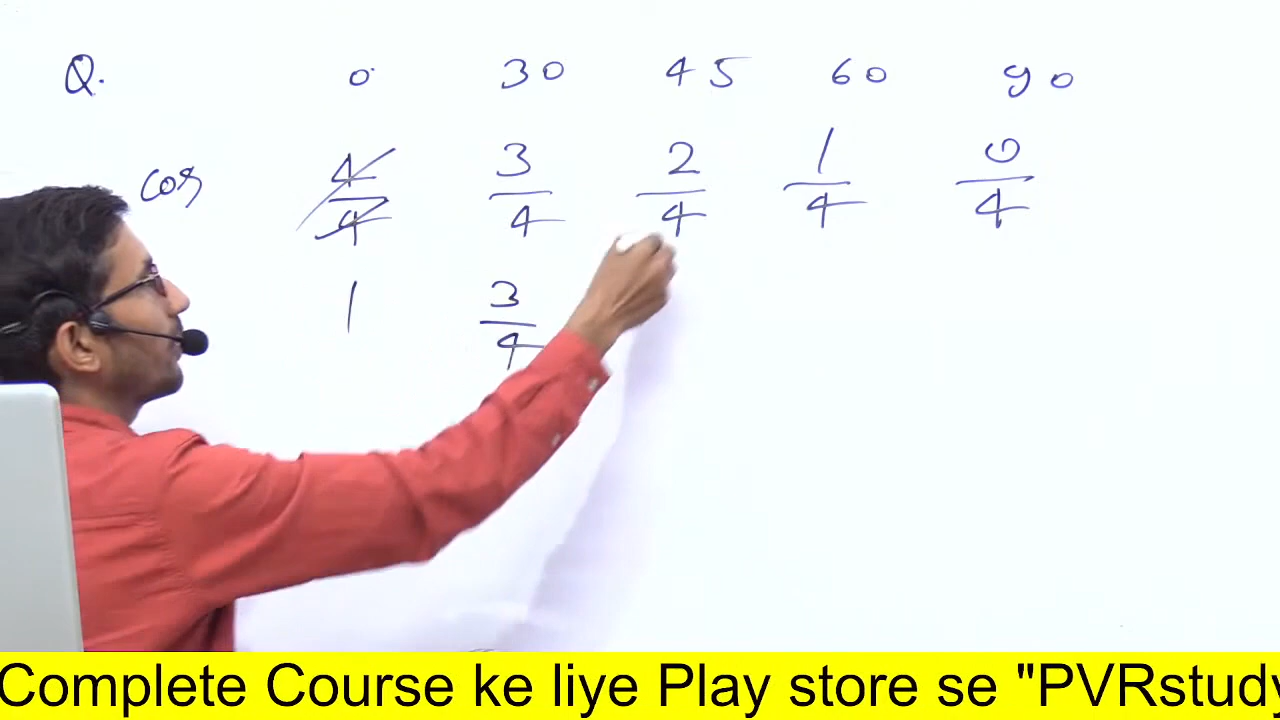 Q. 0 30 45 60 90
cos 4/4 3/4 2/4 1/4 0/4
1 3/4
Complete Course ke liye Play store se "PVRstudy